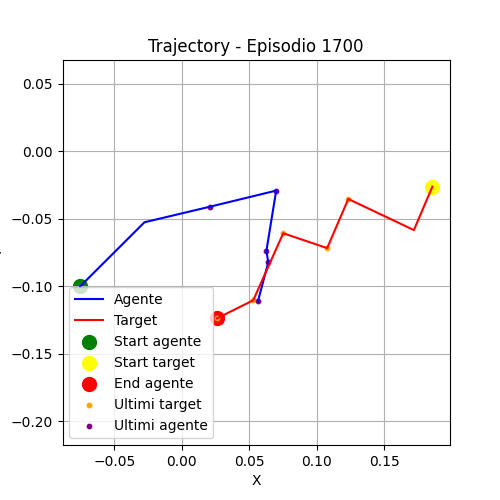 Trajectory - Episodio 1700
0.05
0.00
−0.05
−0.10
−0.15
−0.20
Agente
Target
Start agente
Start target
End agente
Ultimi target
Ultimi agente
−0.05
0.00
0.05
0.10
0.15
X